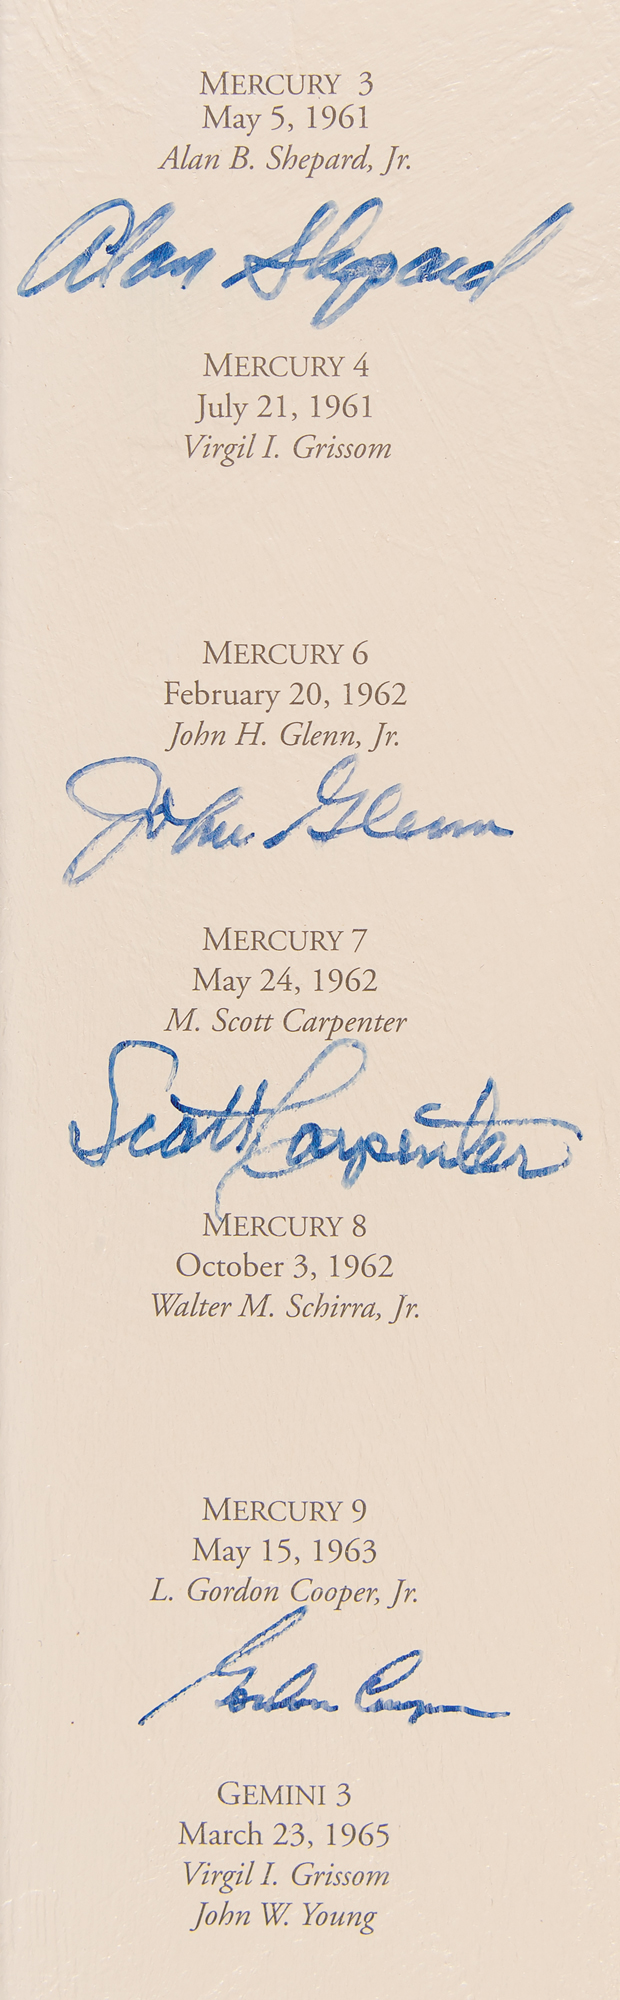 MERCURY 3
May 5, 1961
Alan B. Shepard, Jr.
Alan Shepard
MERCURY 4
July 21, 1961
Virgil I. Grissom
MERCURY 6
February 20, 1962
John H. Glenn, Jr.
John Glenn
MERCURY 7
May 24, 1962
M. Scott Carpenter
Scott Carpenter
MERCURY 8
October 3, 1962
Walter M. Schirra, Jr.
MERCURY 9
May 15, 1963
L. Gordon Cooper, Jr.
Gordon Cooper
GEMINI 3
March 23, 1965
Virgil I. Grissom
John W. Young